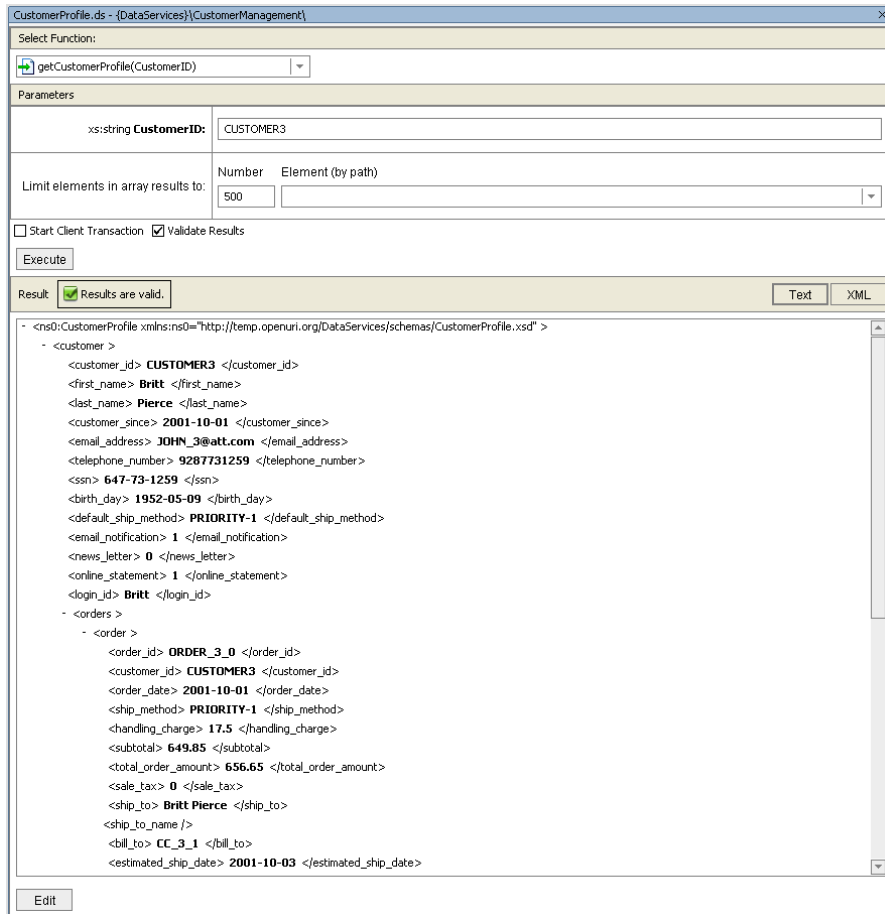 CustomerProfile.ds - {DataServices}\CustomerManagement\
Select Function:
getCustomerProfile(CustomerID)
Parameters
xs:string CustomerID: CUSTOMER3
Number Element (by path)
Limit elements in array results to:
500
Start Client Transaction Validate Results
Execute
Result Results are valid. Text XML
- <ns0:CustomerProfile xmlns:ns0="http://temp.openuri.org/DataServices/schemas/CustomerProfile.xsd" >
- <customer >
<customer_id> CUSTOMER3 </customer_id>
<first_name> Britt </first_name>
<last_name> Pierce </last_name>
<customer_since> 2001-10-01 </customer_since>
<email_address> JOHN_3@att.com </email_address>
<telephone_number> 9287731259 </telephone_number>
<ssn> 647-73-1259 </ssn>
<birth_day> 1952-05-09 </birth_day>
<default_ship_method> PRIORITY-1 </default_ship_method>
<email_notification> 1 </email_notification>
<news_letter> 0 </news_letter>
<online_statement> 1 </online_statement>
<login_id> Britt </login_id>
- <orders >
- <order >
<order_id> ORDER_3_0 </order_id>
<customer_id> CUSTOMER3 </customer_id>
<order_date> 2001-10-01 </order_date>
<ship_method> PRIORITY-1 </ship_method>
<handling_charge> 17.5 </handling_charge>
<subtotal> 649.85 </subtotal>
<total_order_amount> 656.65 </total_order_amount>
<sale_tax> 0 </sale_tax>
<ship_to> Britt Pierce </ship_to>
<ship_to_name />
<bill_to> CC_3_1 </bill_to>
<estimated_ship_date> 2001-10-03 </estimated_ship_date>
Edit